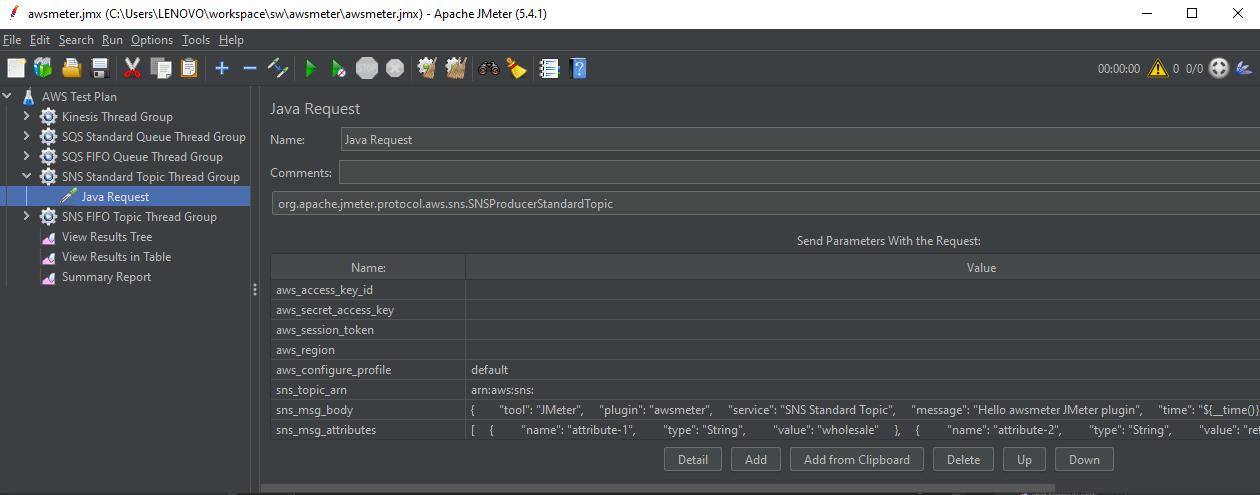 awsmeter.jmx (C:\Users\LENOVO\workspace\sw\awsmeter\awsmeter.jmx) - Apache JMeter (5.4.1)
File Edit Search Run Options Tools Help
STOP 00:00:00 0 0/0
AWS Test Plan
Kinesis Thread Group
SQS Standard Queue Thread Group
SQS FIFO Queue Thread Group
SNS Standard Topic Thread Group
Java Request
SNS FIFO Topic Thread Group
View Results Tree
View Results in Table
Summary Report
Java Request
Name: Java Request
Comments:
org.apache.jmeter.protocol.aws.sns.SNSProducerStandardTopic
Send Parameters With the Request:
Name: Value
aws_access_key_id
aws_secret_access_key
aws_session_token
aws_region
aws_configure_profile default
sns_topic_arn arn:aws:sns:
sns_msg_body { "tool": "JMeter", "plugin": "awsmeter", "service": "SNS Standard Topic", "message": "Hello awsmeter JMeter plugin", "time": "${__time()}
sns_msg_attributes [ { "name": "attribute-1", "type": "String", "value": "wholesale" }, { "name": "attribute-2", "type": "String", "value": "ret
Detail Add Add from Clipboard Delete Up Down